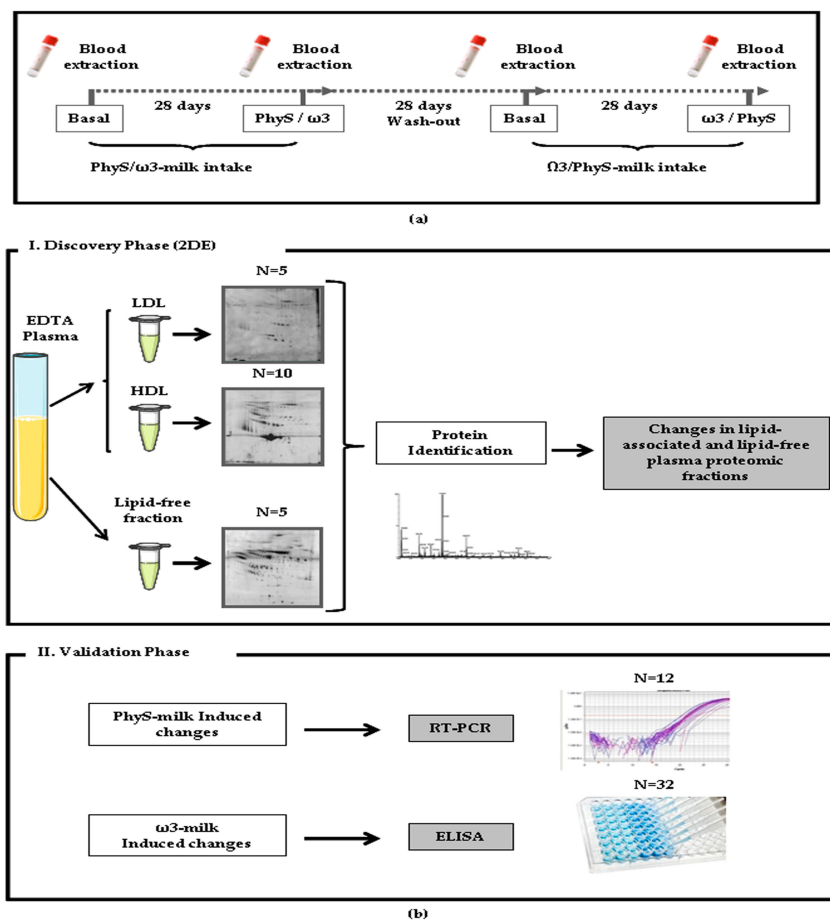 Blood extraction
Blood extraction
Blood extraction
Blood extraction
28 days
28 days
Wash-out
28 days
Basal
PhyS / ω3
Basal
ω3 / PhyS
PhyS/ω3-milk intake
Ω3/PhyS-milk intake
(a)
I. Discovery Phase (2DE)
EDTA
Plasma
LDL
N=5
HDL
N=10
Lipid-free
fraction
N=5
Protein
Identification
Changes in lipid-
associated and lipid-free
plasma proteomic
fractions
II. Validation Phase
PhyS-milk Induced
changes
RT-PCR
N=12
ω3-milk
Induced changes
ELISA
N=32
(b)